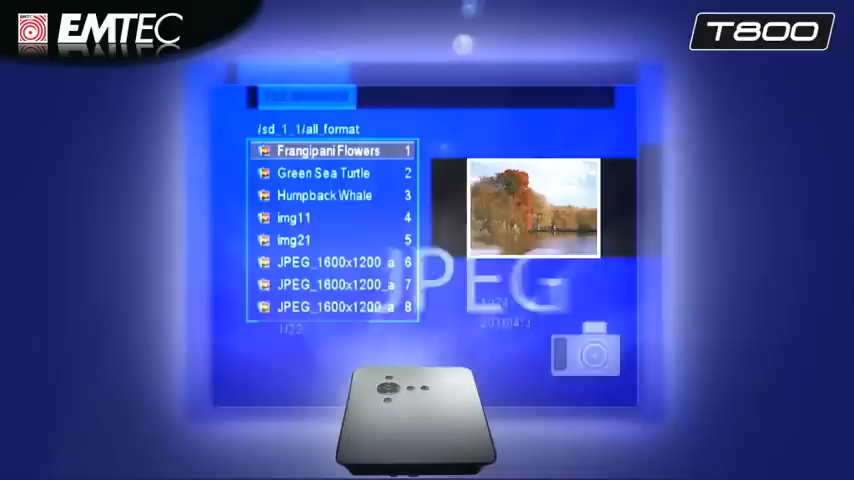 EMTEC
T800
/sd_1_1/all_format
Frangipani Flowers 1
Green Sea Turtle 2
Humpback Whale 3
img11 4
img21 5
JPEG_1600x1200_a 6
JPEG_1600x1200_a 7
JPEG_1600x1200_a 8
JPEG
1/22